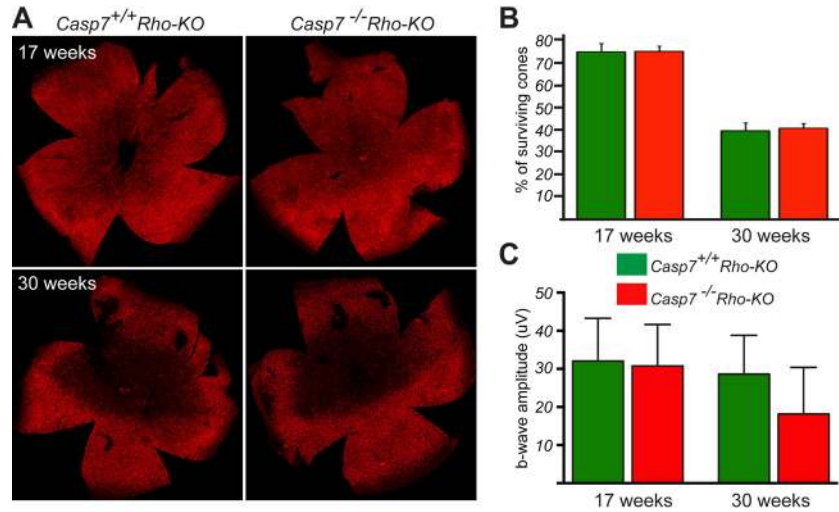 A
Casp7+/+Rho-KO
Casp7 -/-Rho-KO
17 weeks
30 weeks
B
% of surviving cones
80
70
60
50
40
30
20
10
17 weeks
30 weeks
C
Casp7+/+Rho-KO
Casp7 -/-Rho-KO
b-wave amplitude (uV)
50
40
30
20
10
17 weeks
30 weeks